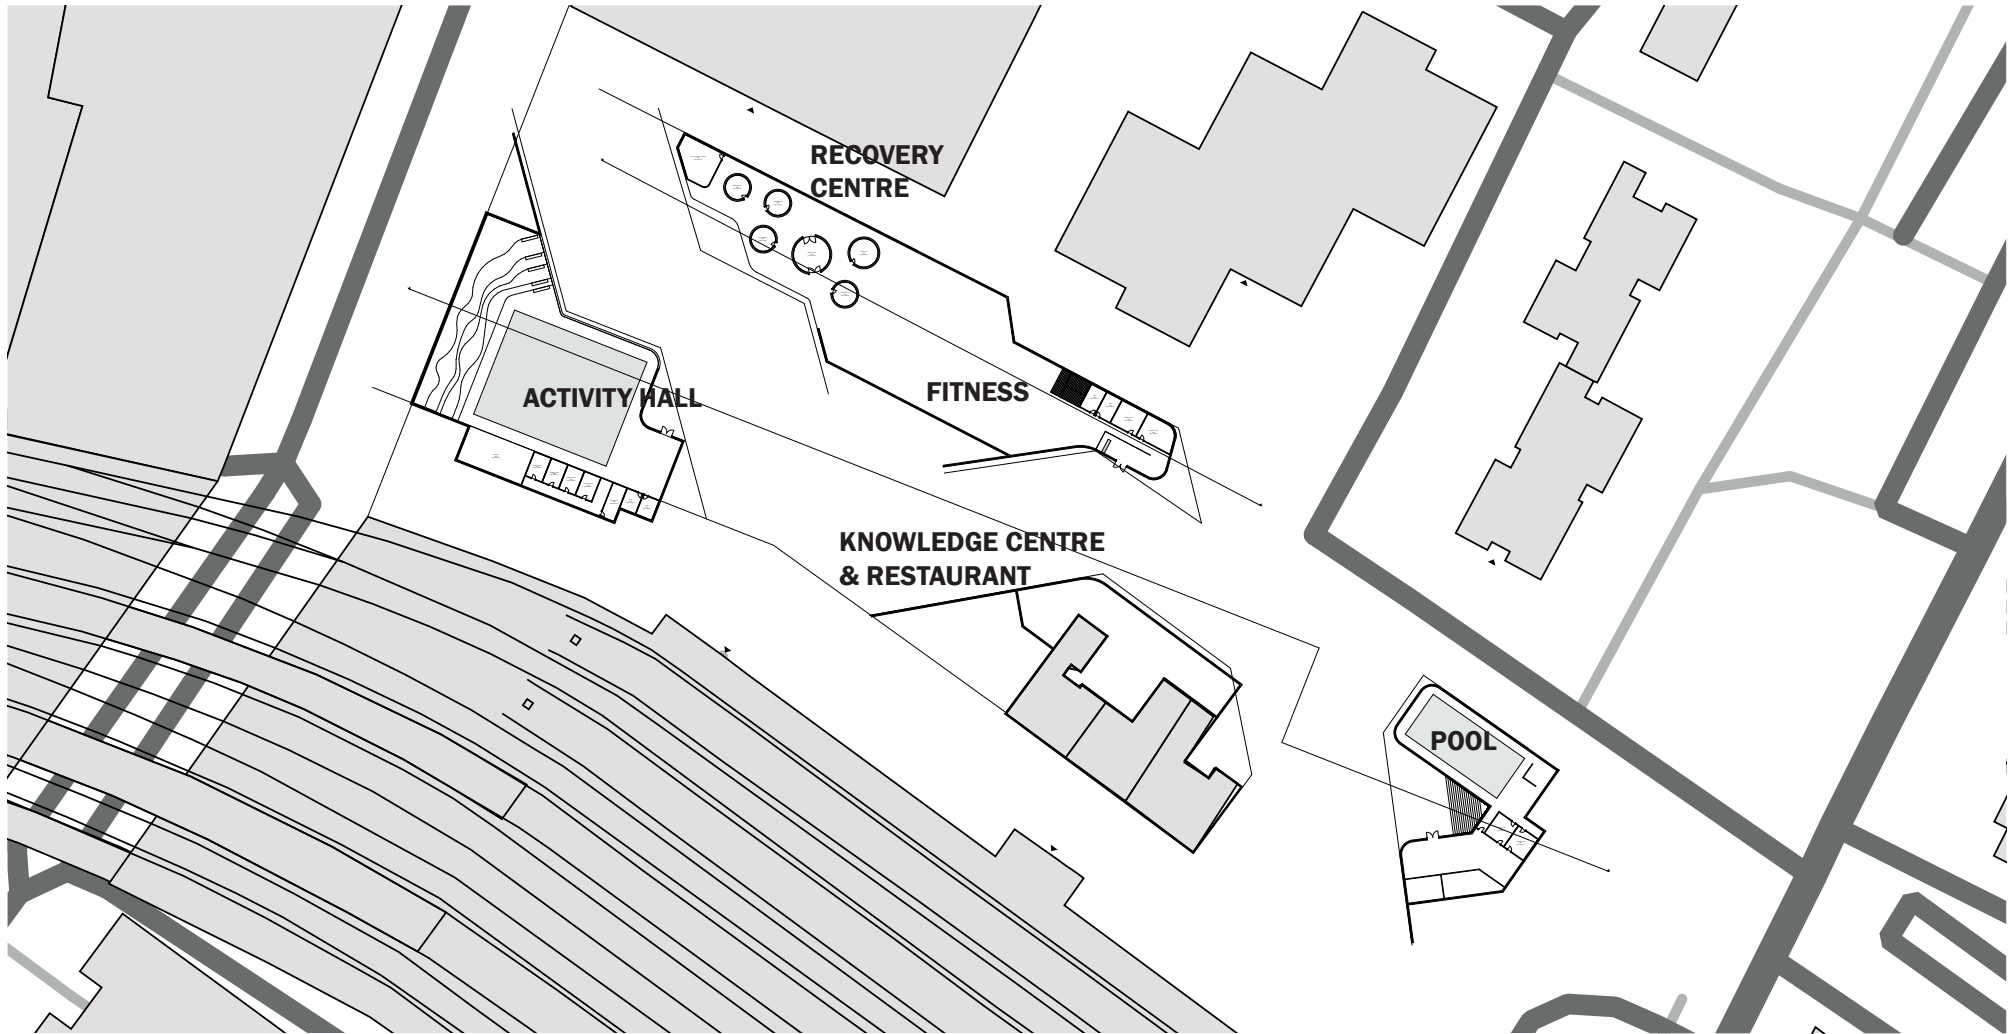 RECOVERY
CENTRE
ACTIVITY HALL
FITNESS
KNOWLEDGE CENTRE
& RESTAURANT
POOL